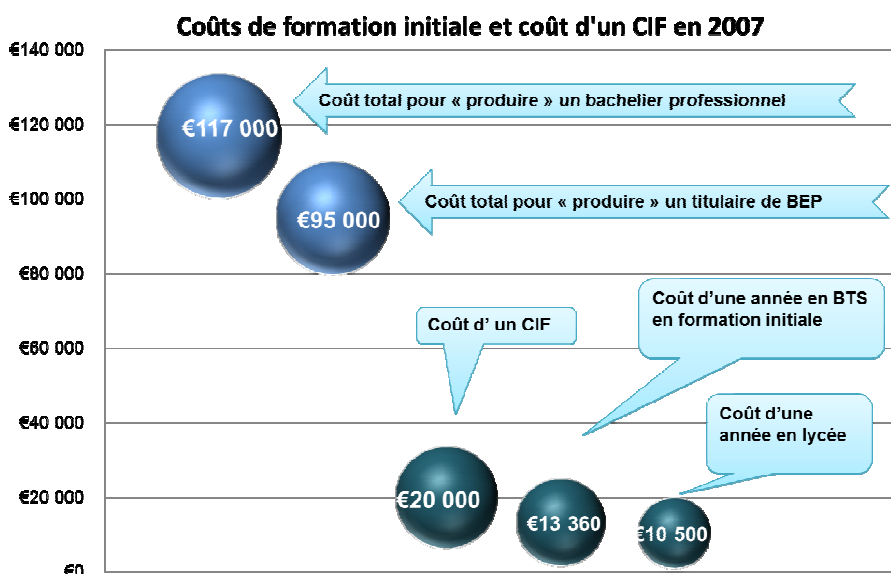 Coûts de formation initiale et coût d'un CIF en 2007
€140 000
Coût total pour « produire » un bachelier professionnel
€120 000
€117 000
€100 000
Coût total pour « produire » un titulaire de BEP
€95 000
€80 000
Coût d'une année en BTS
en formation initiale
Coût d' un CIF
€60 000
Coût d'une
année en lycée
€40 000
€20 000
€20 000
€13 360
€10 500
€0